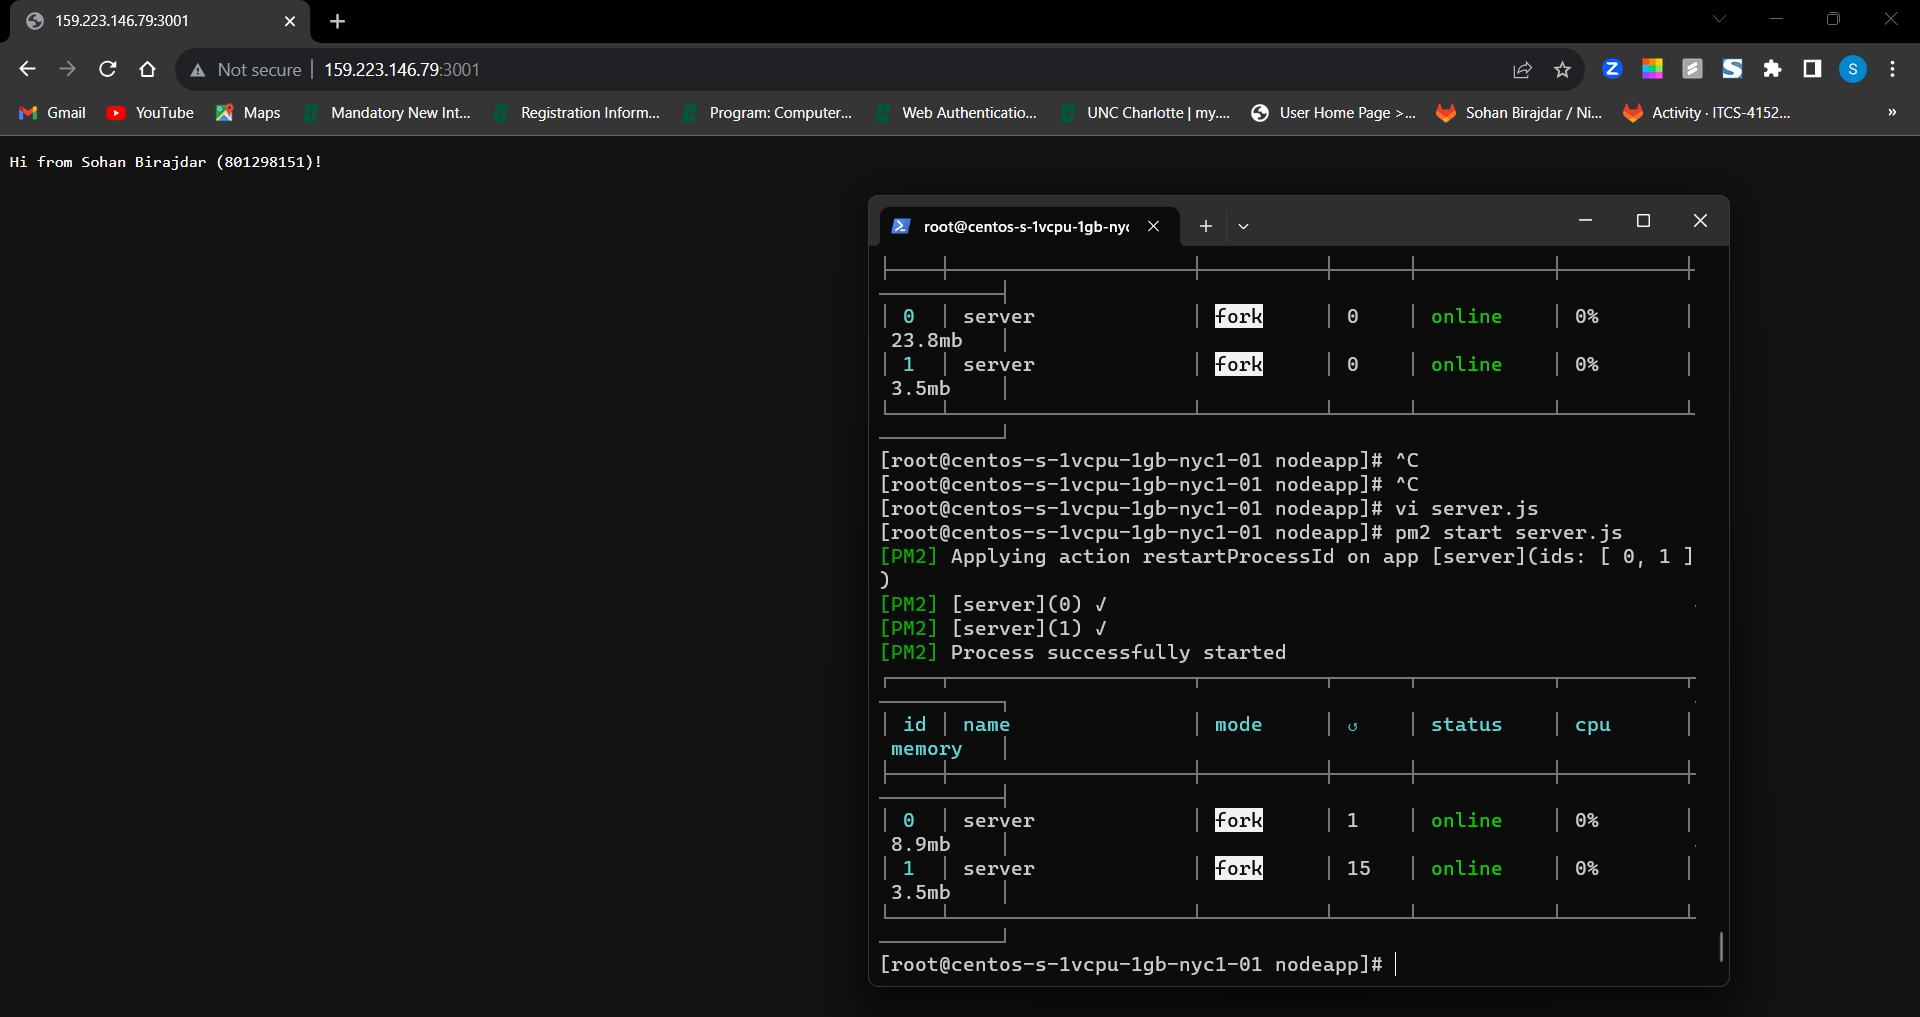 159.223.146.79:3001
Not secure | 159.223.146.79:3001
Gmail YouTube Maps Mandatory New Int... Registration Inform... Program: Computer... Web Authenticatio... UNC Charlotte | my.... User Home Page >... Sohan Birajdar / Ni... Activity · ITCS-4152... »
Hi from Sohan Birajdar (801298151)!
root@centos-s-1vcpu-1gb-nyc
│ 0 │ server │ fork │ 0 │ online │ 0% │
23.8mb │
│ 1 │ server │ fork │ 0 │ online │ 0% │
3.5mb │
[root@centos-s-1vcpu-1gb-nyc1-01 nodeapp]# ^C
[root@centos-s-1vcpu-1gb-nyc1-01 nodeapp]# ^C
[root@centos-s-1vcpu-1gb-nyc1-01 nodeapp]# vi server.js
[root@centos-s-1vcpu-1gb-nyc1-01 nodeapp]# pm2 start server.js
[PM2] Applying action restartProcessId on app [server](ids: [ 0, 1 ]
)
[PM2] [server](0) ✓
[PM2] [server](1) ✓
[PM2] Process successfully started
│ id │ name │ mode │ ↺ │ status │ cpu │
memory │
│ 0 │ server │ fork │ 1 │ online │ 0% │
8.9mb │
│ 1 │ server │ fork │ 15 │ online │ 0% │
3.5mb │
[root@centos-s-1vcpu-1gb-nyc1-01 nodeapp]#